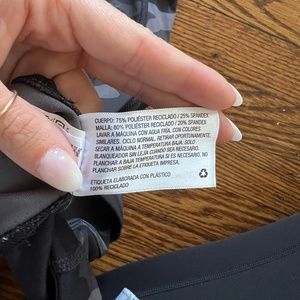 CUERPO: 75% POLIÉSTER RECICLADO / 25% SPANDEX
MALLA: 80% POLIÉSTER RECICLADO / 20% SPANDEX
LAVAR A MÁQUINA CON AGUA FRÍA, CON COLORES
SIMILARES. CICLO NORMAL. RETIRAR OPORTUNAMENTE.
SECAR A MÁQUINA A TEMPERATURA BAJA. SOLO
BLANQUEADOR SIN LEJÍA CUANDO SEA NECESARIO.
PLANCHAR A BAJA TEMPERATURA SI ES NECESARIO. NO
PLANCHAR SOBRE LA ETIQUETA IMPRESA.
ETIQUETA ELABORADA CON PLÁSTICO
100% RECICLADO